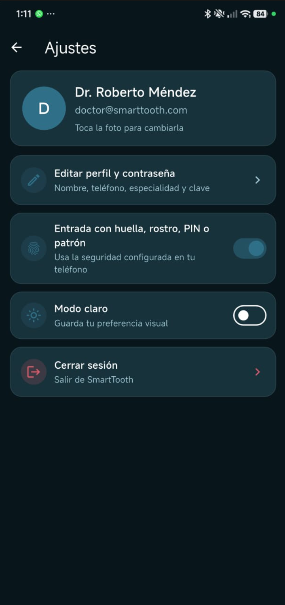 1:11
84
Ajustes
D
Dr. Roberto Méndez
doctor@smarttooth.com
Toca la foto para cambiarla
Editar perfil y contraseña
Nombre, teléfono, especialidad y clave
Entrada con huella, rostro, PIN o
patrón
Usa la seguridad configurada en tu
teléfono
Modo claro
Guarda tu preferencia visual
Cerrar sesión
Salir de SmartTooth